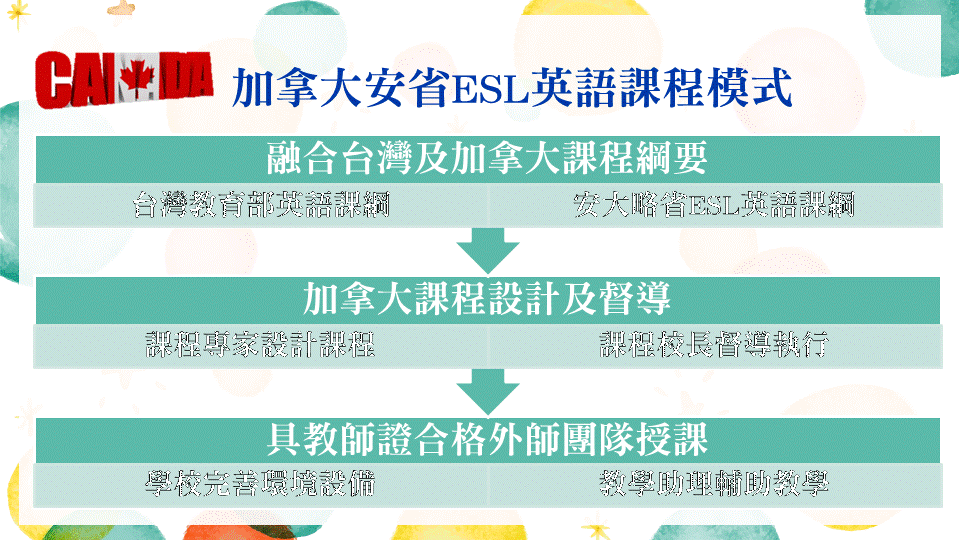 CANADA
加拿大安省ESL英語課程模式
融合台灣及加拿大課程綱要
台灣教育部英語課綱 安大略省ESL英語課綱
加拿大課程設計及督導
課程專家設計課程 課程校長督導執行
具教師證合格外師團隊授課
學校完善環境設備 教學助理輔助教學